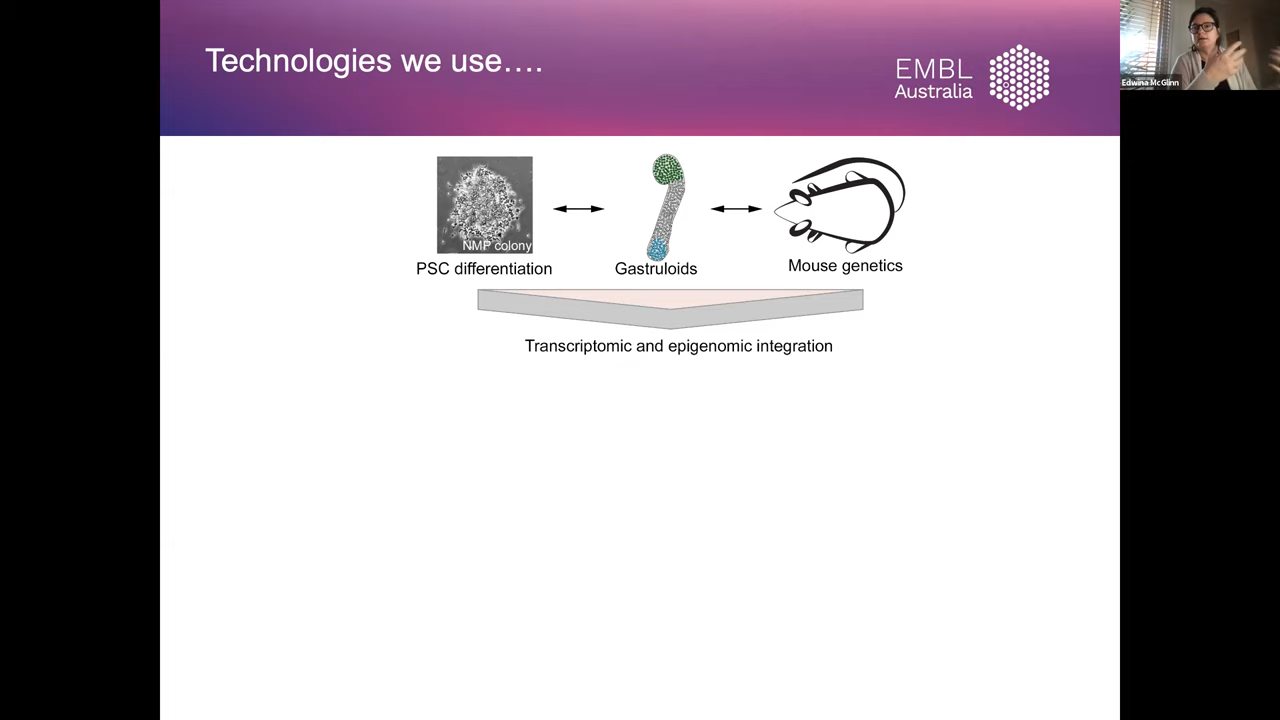 Technologies we use….
EMBL
Australia
Edwina McGlinn
NMP colony
PSC differentiation
Gastruloids
Mouse genetics
Transcriptomic and epigenomic integration